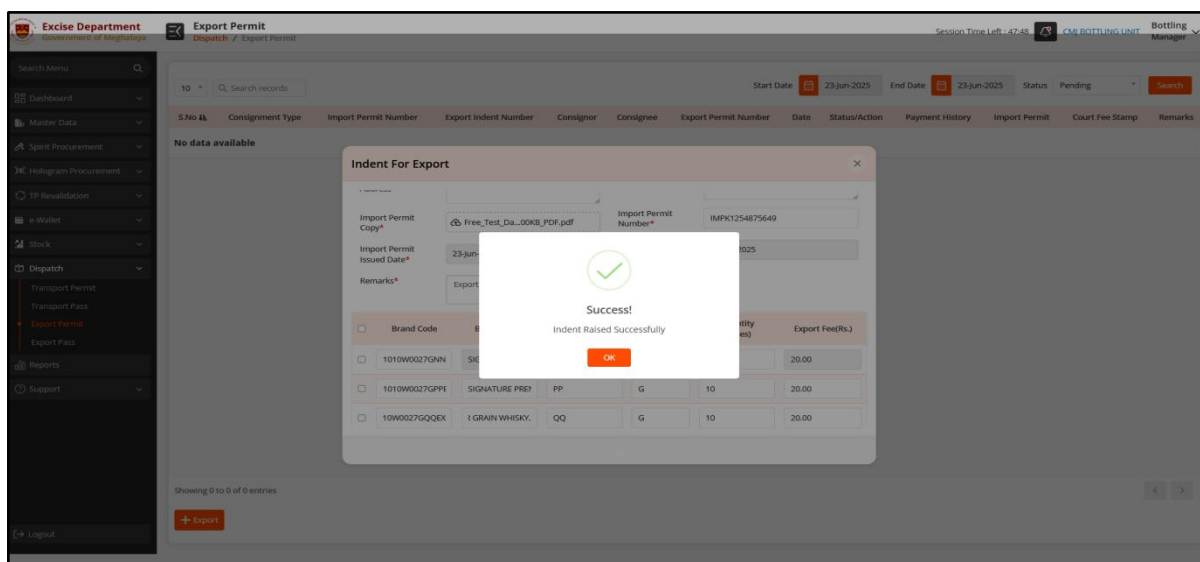 Excise Department
Government of Meghalaya
Export Permit
Dispatch / Export Permit
Session Time Left : 47:48
CMJ BOTTLING UNIT
Bottling Manager
Search Menu
Dashboard
Master Data
Spirit Procurement
Hologram Procurement
TP Revalidation
e-Wallet
Stock
Dispatch
Transport Permit
Transport Pass
Export Permit
Export Pass
Reports
Support
Logout
10
Search records
Start Date 23-Jun-2025 End Date 23-Jun-2025 Status Pending Search
S.No Consignment Type Import Permit Number Export Indent Number Consignor Consignee Export Permit Number Date Status/Action Payment History Import Permit Court Fee Stamp Remarks
No data available
Indent For Export
Import Permit Copy* Free_Test_Da...00KB_PDF.pdf Import Permit Number* IMPK1254875649
Import Permit Issued Date* 23-Jun- 2025
Remarks* Export
Success!
Indent Raised Successfully
OK
Brand Code Export Fee(Rs.)
1010W0027GNN SIG 20.00
1010W0027GPPE SIGNATURE PREM PP G 10 20.00
10W0027GQQEX GRAIN WHISKY. QQ G 10 20.00
Showing 0 to 0 of 0 entries
+ Export